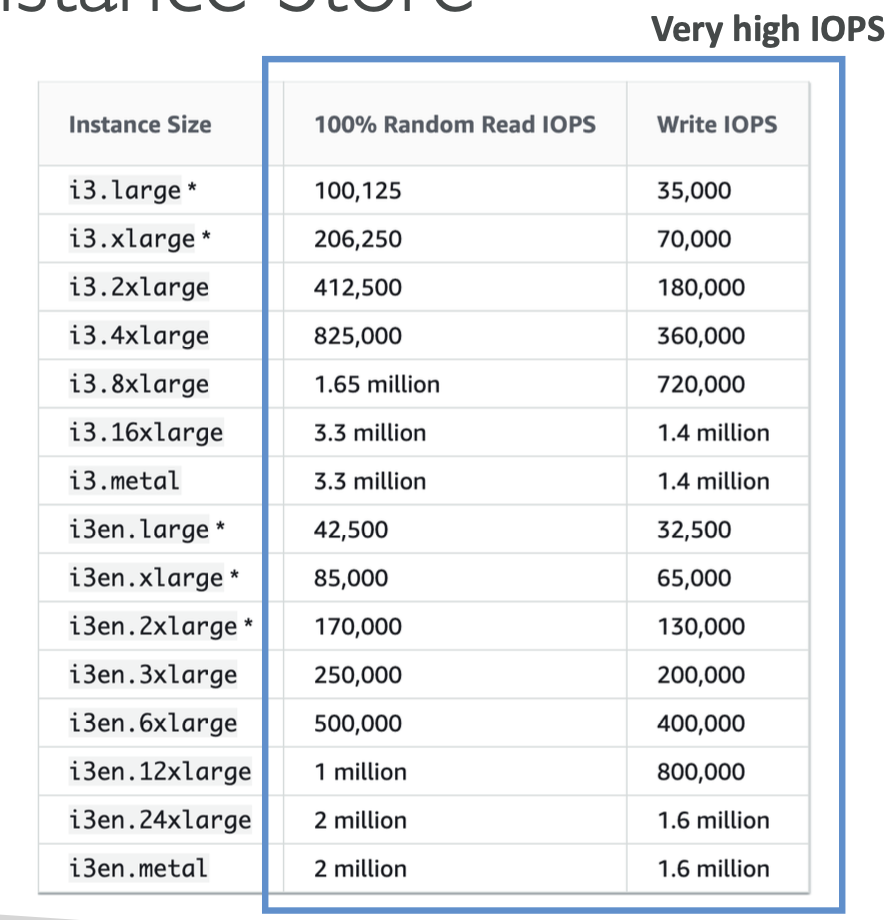 Very high IOPS
Instance Size 100% Random Read IOPS Write IOPS
i3.large * 100,125 35,000
i3.xlarge * 206,250 70,000
i3.2xlarge 412,500 180,000
i3.4xlarge 825,000 360,000
i3.8xlarge 1.65 million 720,000
i3.16xlarge 3.3 million 1.4 million
i3.metal 3.3 million 1.4 million
i3en.large * 42,500 32,500
i3en.xlarge * 85,000 65,000
i3en.2xlarge * 170,000 130,000
i3en.3xlarge 250,000 200,000
i3en.6xlarge 500,000 400,000
i3en.12xlarge 1 million 800,000
i3en.24xlarge 2 million 1.6 million
i3en.metal 2 million 1.6 million